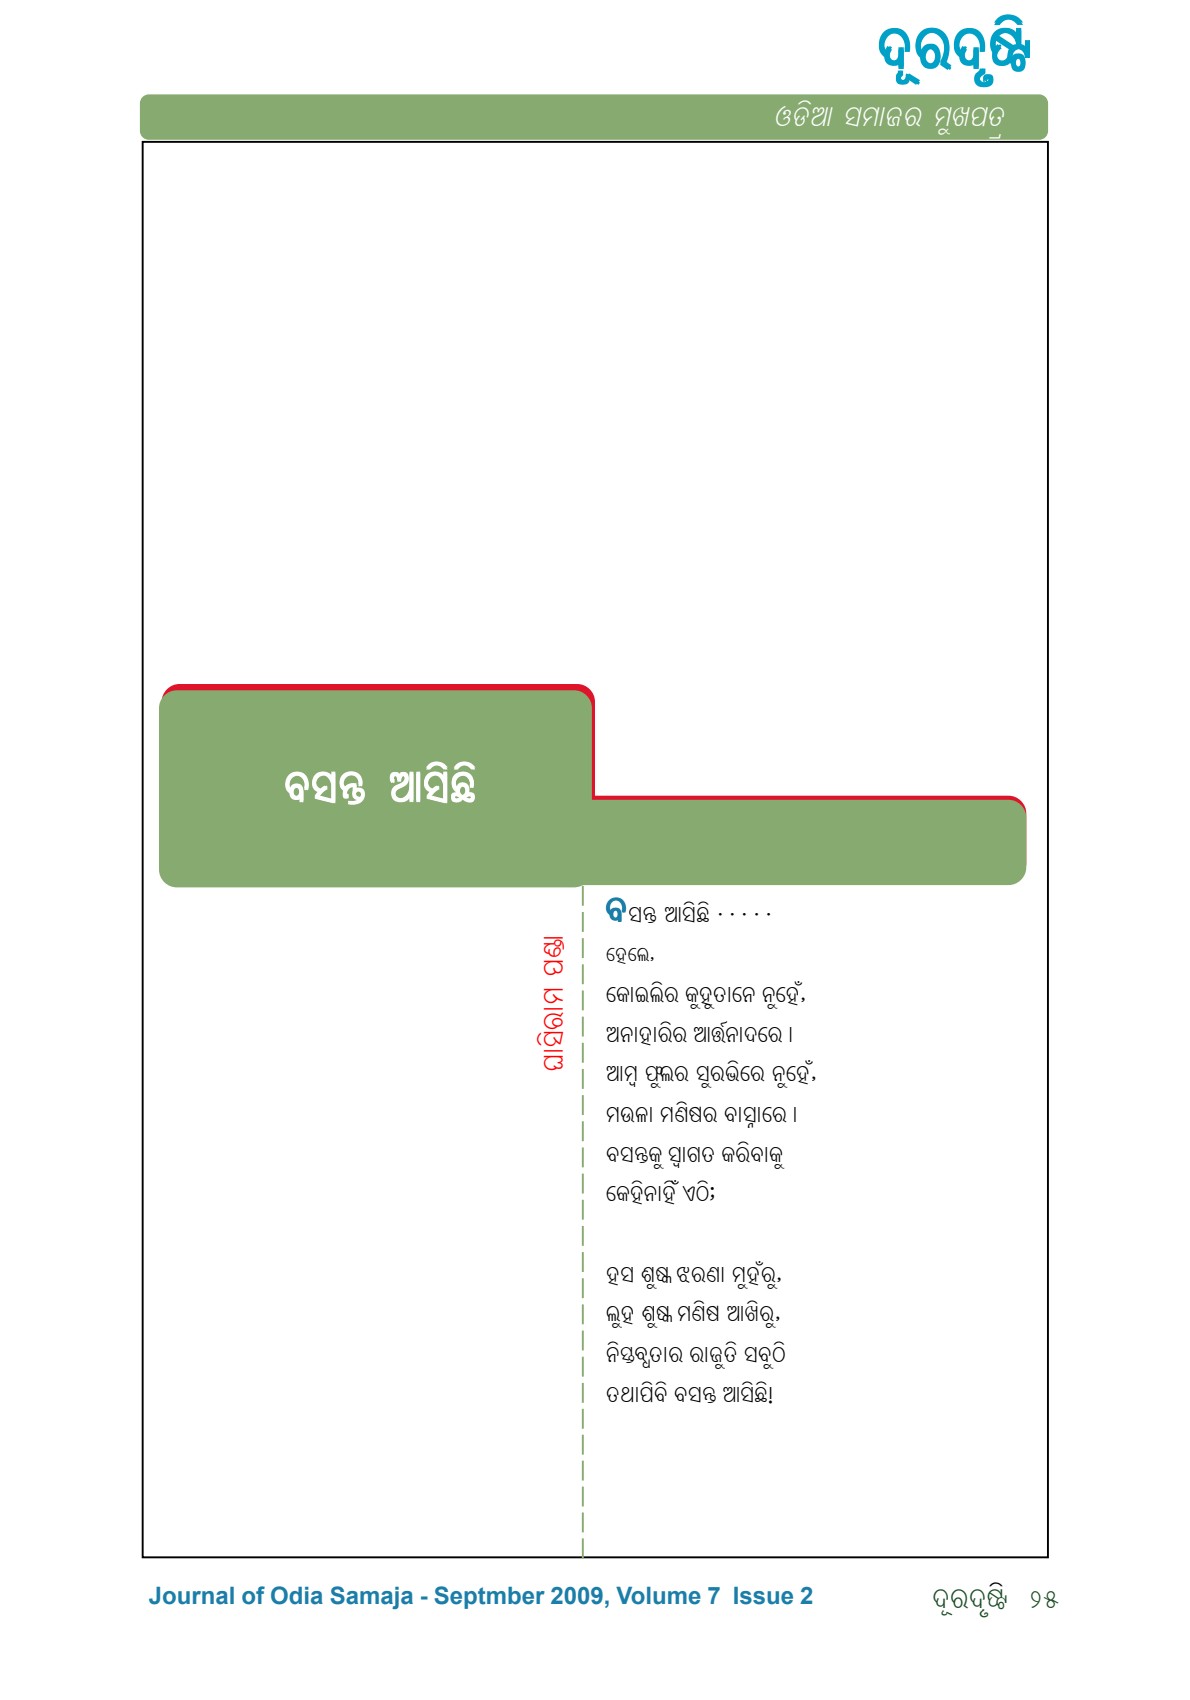 ଦୂରଦୃଷ୍ଟି
ଓଡିଆ ସମାଜର ମୁଖପତ୍ର
ବସନ୍ତ ଆସିଛି
ଘାସିରାମ ପଣ୍ଡା
ବସନ୍ତ ଆସିଛି · · · · ·
ହେଲେ,
କୋଇଲିର କୁହୁତାନେ ନୁହେଁ,
ଅନାହାରିର ଆର୍ତ୍ତନାଦରେ ।
ଆମ୍ବ ଫୁଲର ସୁରଭିରେ ନୁହେଁ,
ମଉଳା ମଣିଷର ବାସ୍ନାରେ ।
ବସନ୍ତକୁ ସ୍ୱାଗତ କରିବାକୁ
କେହିନାହିଁ ଏଠି;
ହସ ଶୁଷ୍କ ଝରଣା ମୁହଁରୁ,
ଲୁହ ଶୁଷ୍କ ମଣିଷ ଆଖିରୁ,
ନିସ୍ତବ୍ଧତାର ରାଜୁତି ସବୁଠି
ତଥାପିବି ବସନ୍ତ ଆସିଛି!
Journal of Odia Samaja - Septmber 2009, Volume 7 Issue 2
ଦୂରଦୃଷ୍ଟି ୨୫